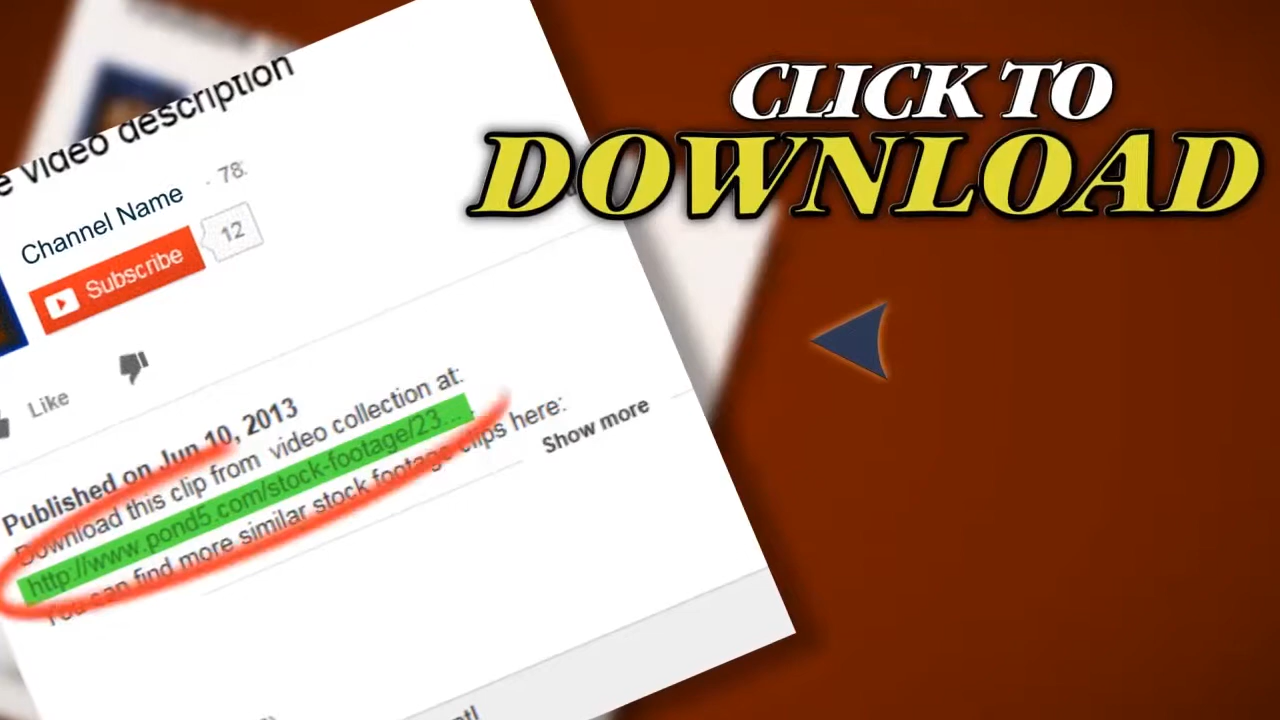 CLICK TO
DOWNLOAD
video description
Channel Name
78
Subscribe
12
Like
Published on Jun 10, 2013
Download this clip from video collection at:
http://www.pond5.com/stock-footage/23...
You can find more similar stock footage clips here:
Show more